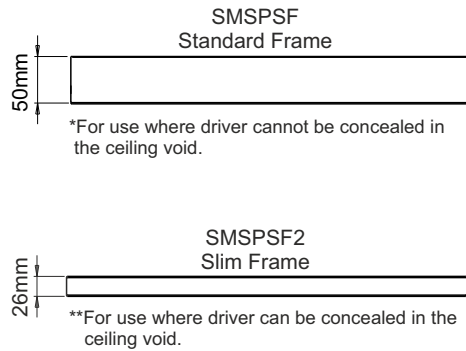 SMSPSF
Standard Frame
50mm
*For use where driver cannot be concealed in
the ceiling void.
SMSPSF2
Slim Frame
26mm
**For use where driver can be concealed in the
ceiling void.